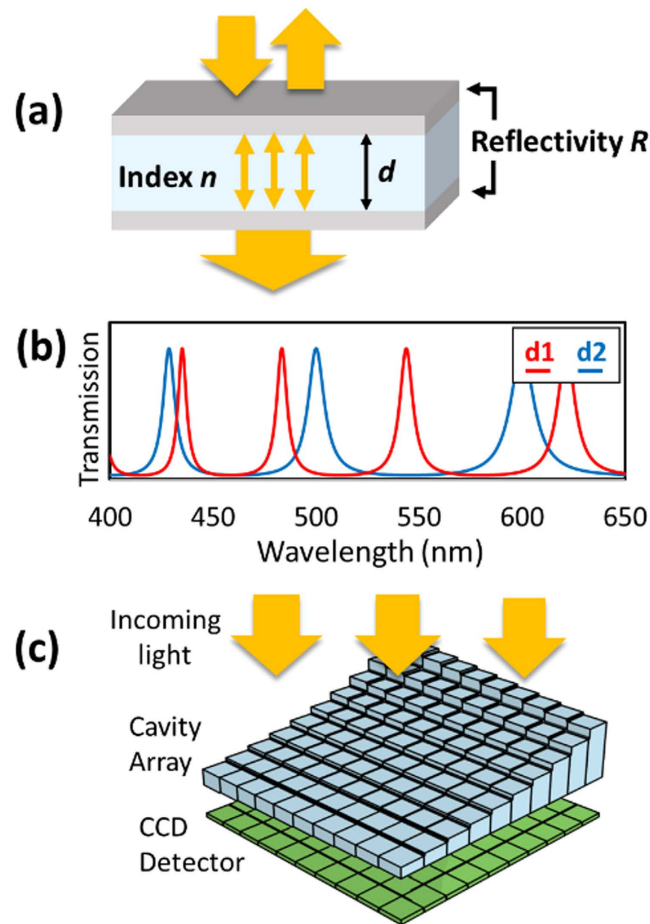 (a)
Index n
d
Reflectivity R
(b)
Transmission
d1 d2
400 450 500 550 600 650
Wavelength (nm)
(c)
Incoming
light
Cavity
Array
CCD
Detector